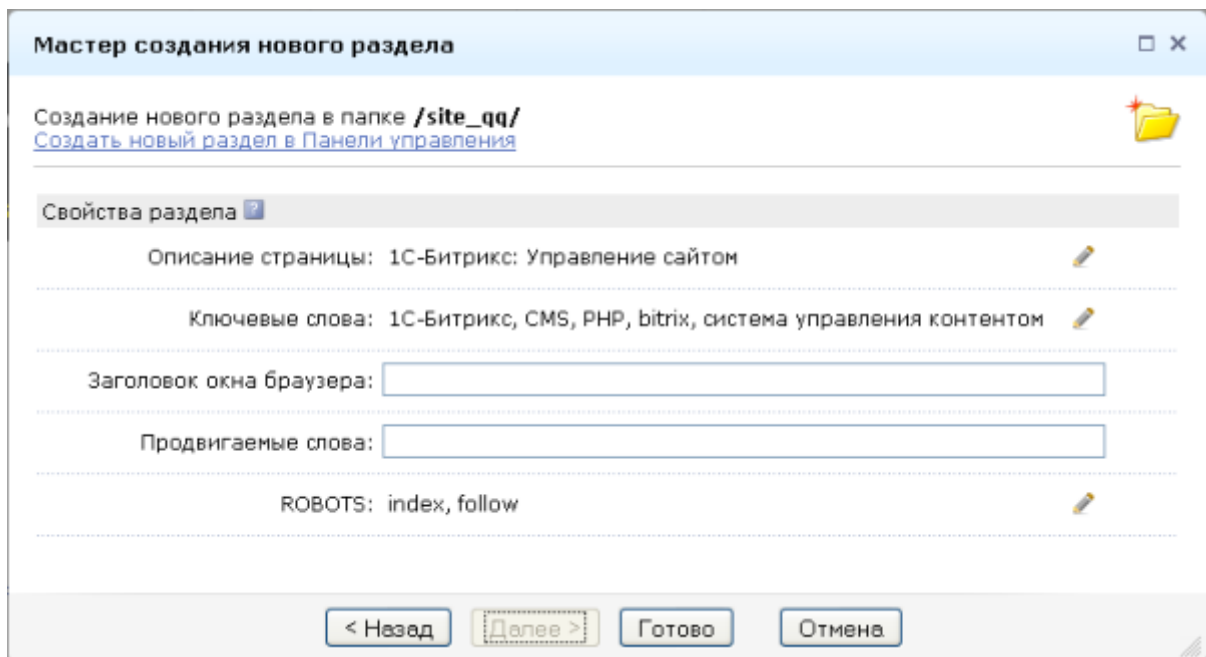 Мастер создания нового раздела
Создание нового раздела в папке /site_qq/
Создать новый раздел в Панели управления
Свойства раздела ?
Описание страницы: 1С-Битрикс: Управление сайтом
Ключевые слова: 1С-Битрикс, CMS, PHP, bitrix, система управления контентом
Заголовок окна браузера:
Продвигаемые слова:
ROBOTS: index, follow
< Назад Далее > Готово Отмена